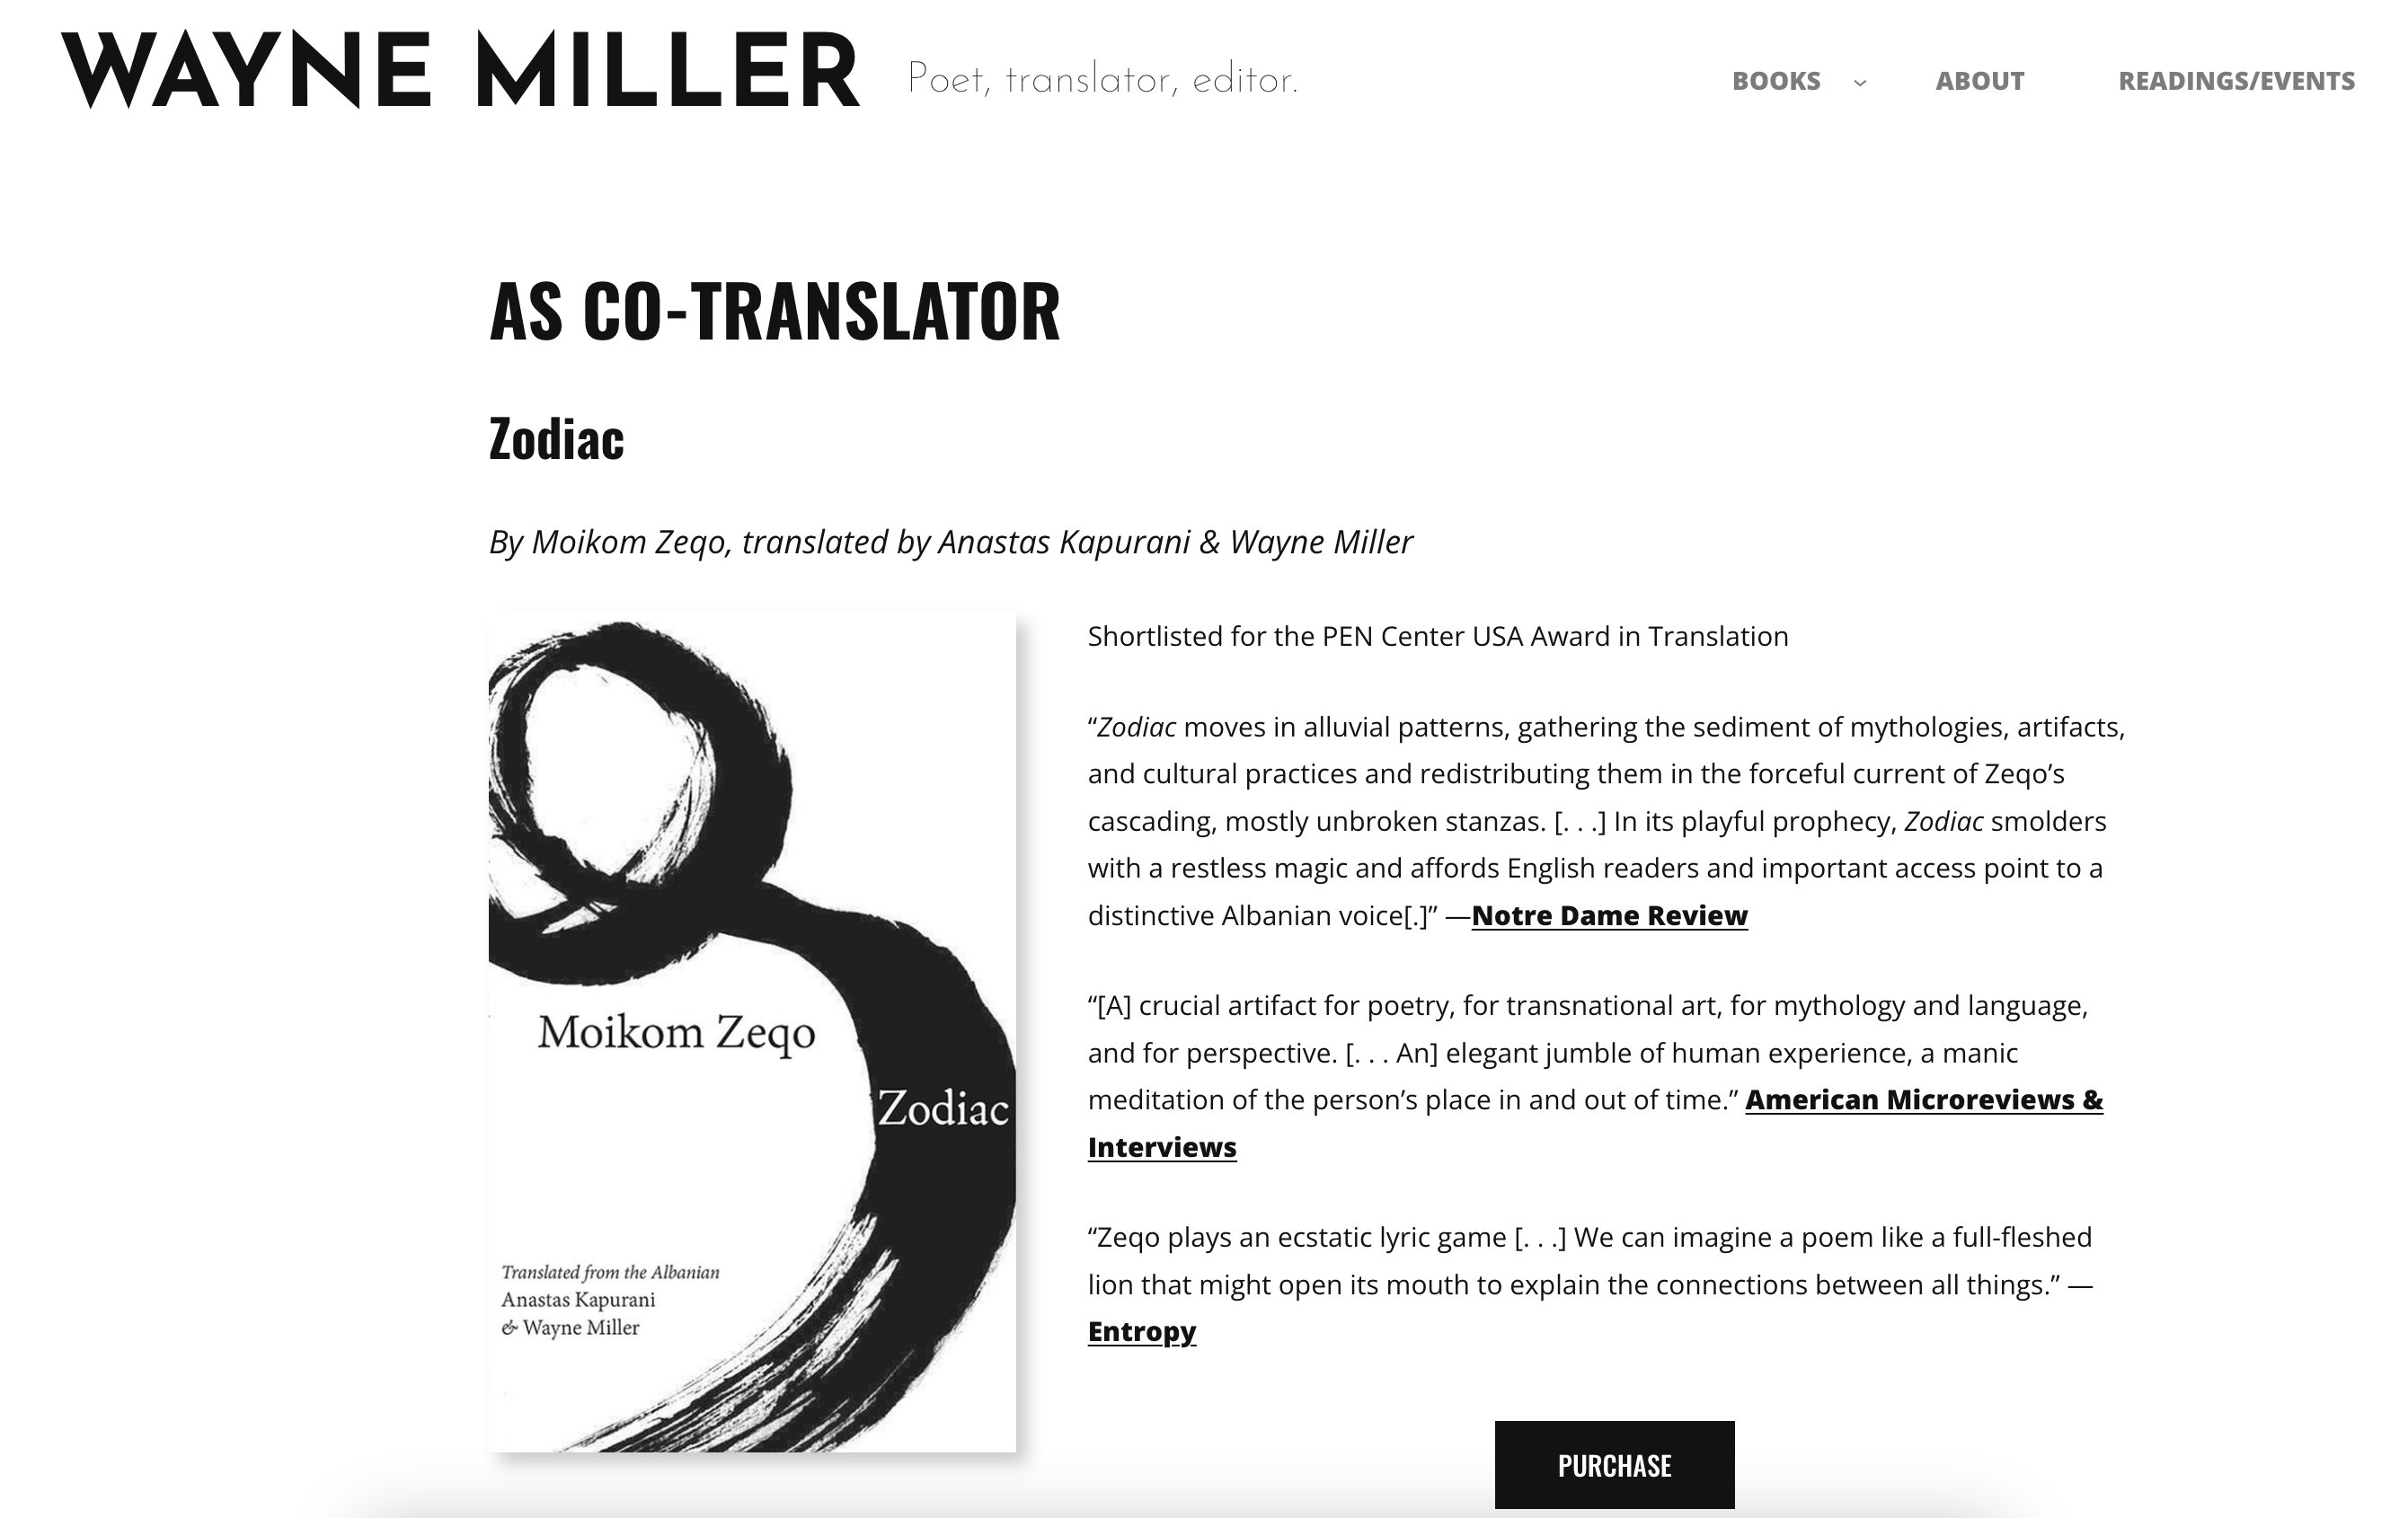 WAYNE MILLER
Poet, translator, editor.
BOOKS
ABOUT
READINGS/EVENTS
AS CO-TRANSLATOR
Zodiac
By Moikom Zeqo, translated by Anastas Kapurani & Wayne Miller
Moikom Zeqo
Zodiac
Translated from the Albanian
Anastas Kapurani
& Wayne Miller
Shortlisted for the PEN Center USA Award in Translation
“Zodiac moves in alluvial patterns, gathering the sediment of mythologies, artifacts,
and cultural practices and redistributing them in the forceful current of Zeqo’s
cascading, mostly unbroken stanzas. [. . .] In its playful prophecy, Zodiac smolders
with a restless magic and affords English readers and important access point to a
distinctive Albanian voice[.]” —Notre Dame Review
“[A] crucial artifact for poetry, for transnational art, for mythology and language,
and for perspective. [. . . An] elegant jumble of human experience, a manic
meditation of the person’s place in and out of time.” American Microreviews &
Interviews
“Zeqo plays an ecstatic lyric game [. . .] We can imagine a poem like a full-fleshed
lion that might open its mouth to explain the connections between all things.” —
Entropy
PURCHASE